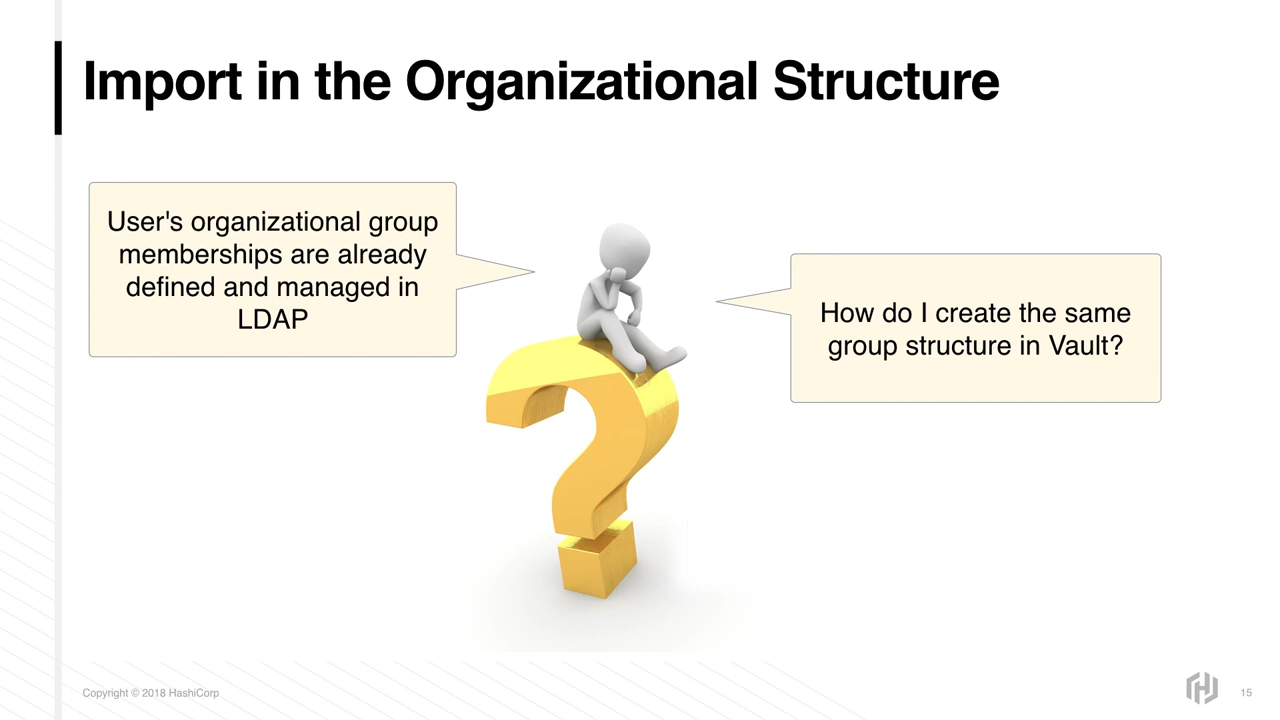 Import in the Organizational Structure
User's organizational group
memberships are already
defined and managed in
LDAP
How do I create the same
group structure in Vault?
Copyright © 2018 HashiCorp
15